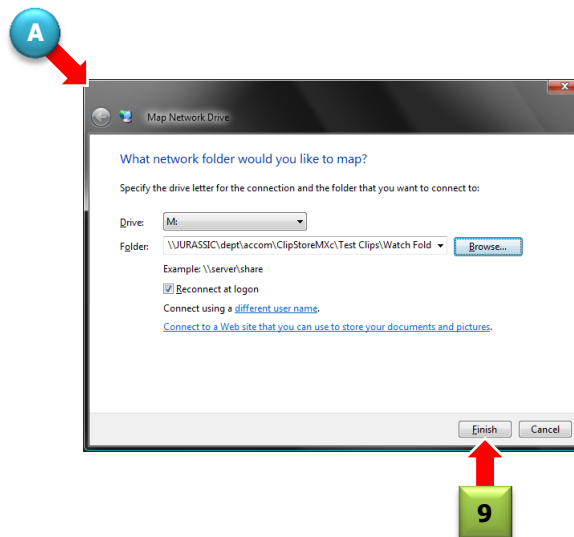 A
x
Map Network Drive
What network folder would you like to map?
Specify the drive letter for the connection and the folder that you want to connect to:
Drive: M:
Folder: \\JURASSIC\dept\accom\ClipStoreMXc\Test Clips\Watch Fold Browse...
Example: \\server\share
Reconnect at logon
Connect using a different user name.
Connect to a Web site that you can use to store your documents and pictures.
Finish Cancel
9